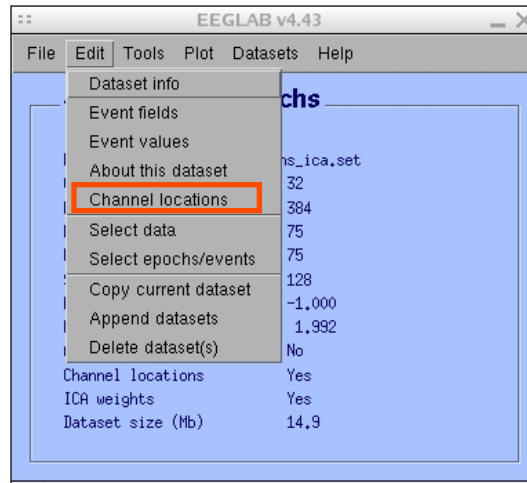 EEGLAB v4.43
File Edit Tools Plot Datasets Help
Dataset info
chs
Event fields
Event values
ns_ica.set
About this dataset
32
Channel locations
384
Select data
75
Select epochs/events
75
128
Copy current dataset
-1.000
Append datasets
1.992
Delete dataset(s)
No
Channel locations Yes
ICA weights Yes
Dataset size (Mb) 14.9